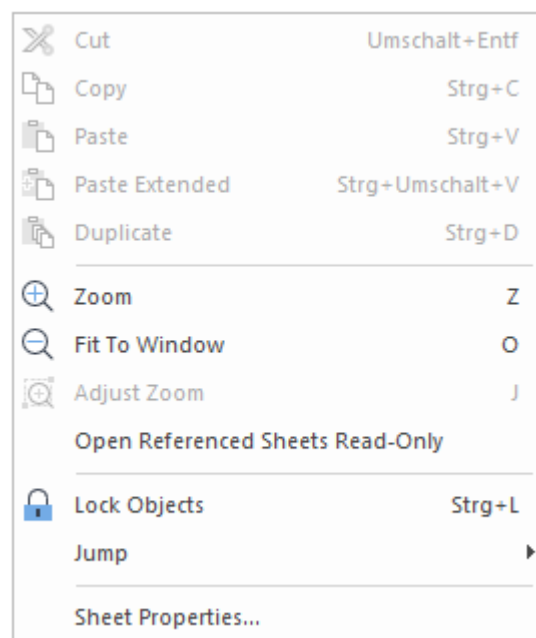 Cut Umschalt+Entf
Copy Strg+C
Paste Strg+V
Paste Extended Strg+Umschalt+V
Duplicate Strg+D
Zoom Z
Fit To Window O
Adjust Zoom J
Open Referenced Sheets Read-Only
Lock Objects Strg+L
Jump
Sheet Properties...